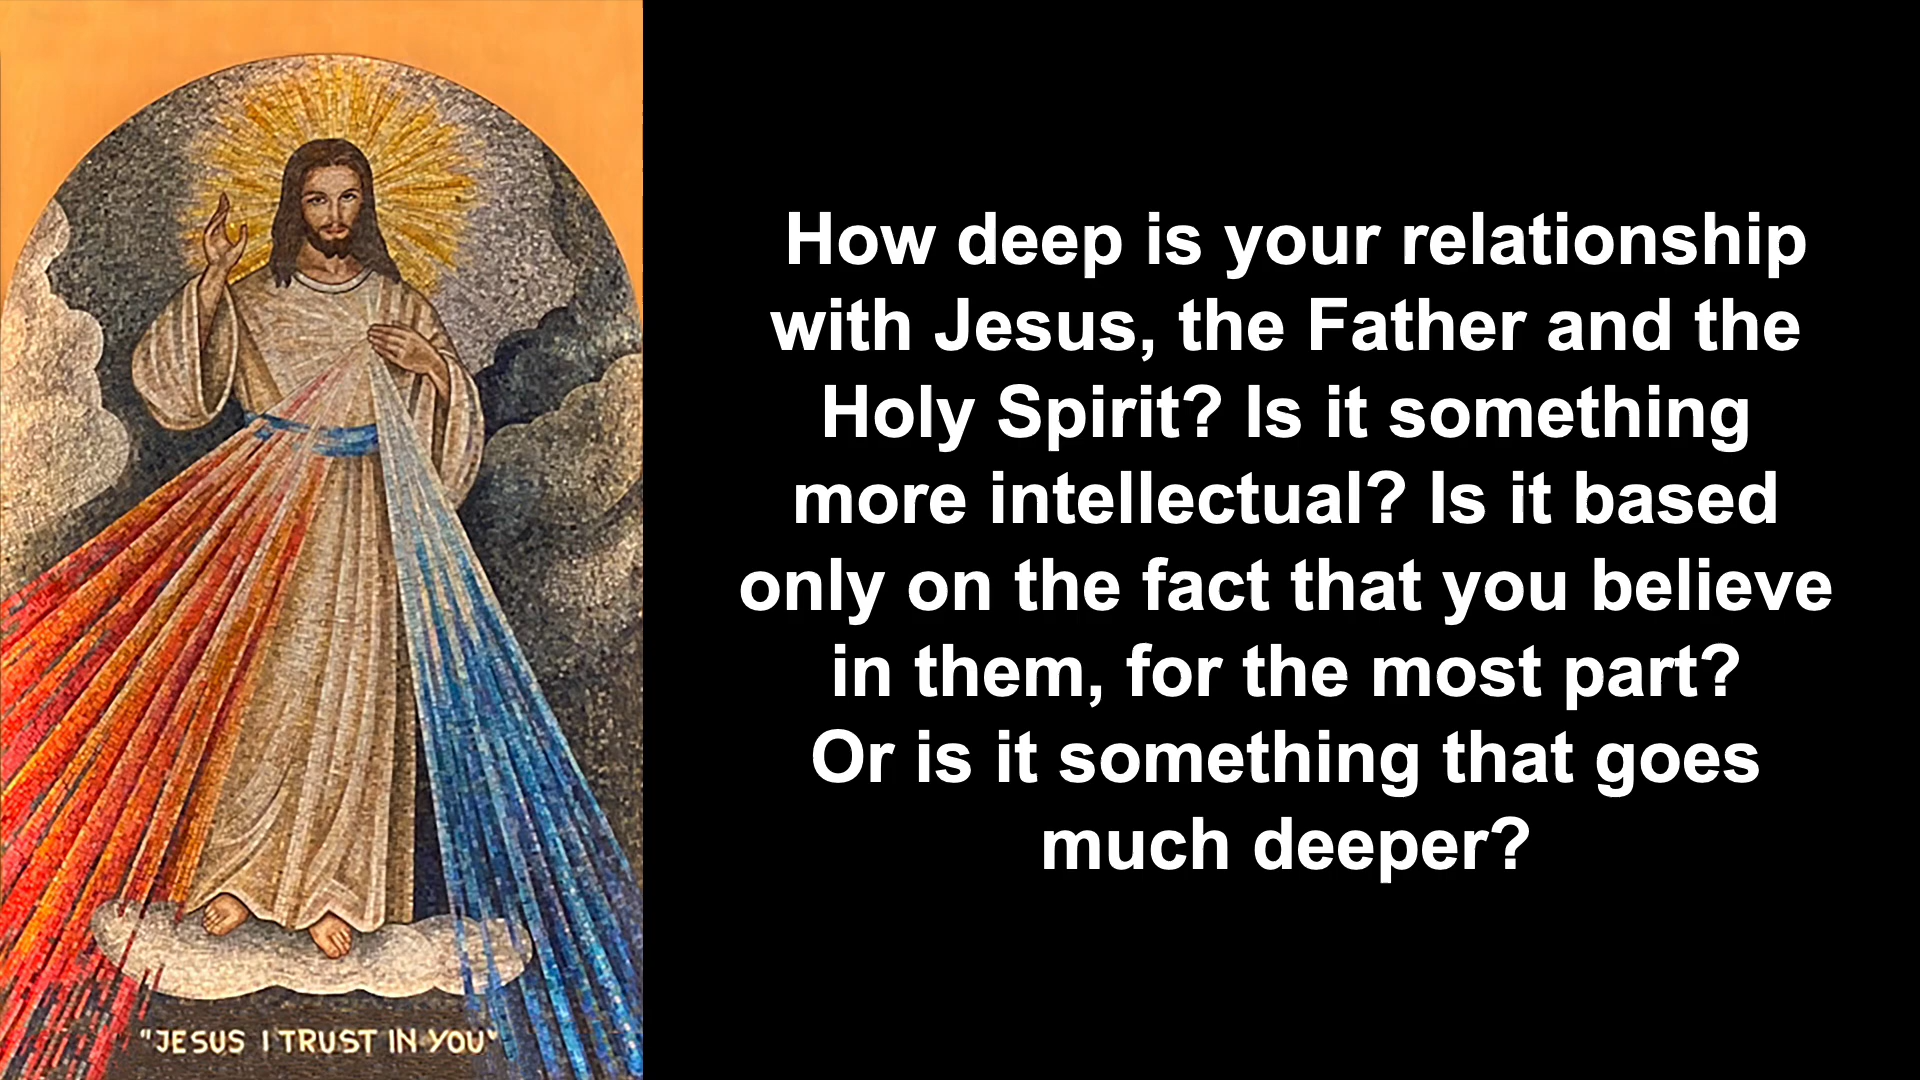 How deep is your relationship
with Jesus, the Father and the
Holy Spirit? Is it something
more intellectual? Is it based
only on the fact that you believe
in them, for the most part?
Or is it something that goes
much deeper?
"JESUS I TRUST IN YOU"